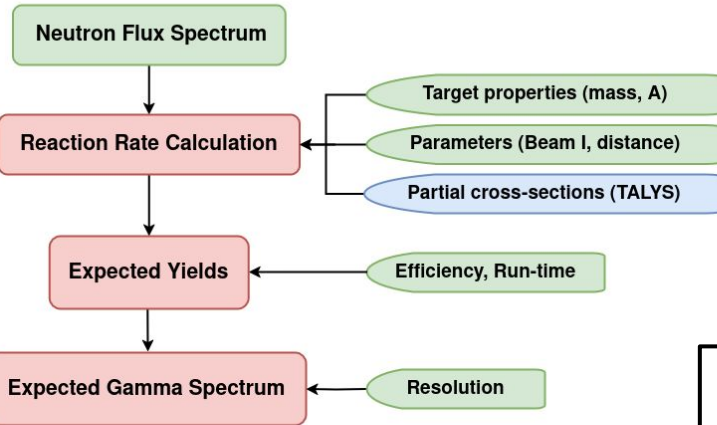 Neutron Flux Spectrum
Target properties (mass, A)
Reaction Rate Calculation
Parameters (Beam I, distance)
Partial cross-sections (TALYS)
Expected Yields
Efficiency, Run-time
Expected Gamma Spectrum
Resolution